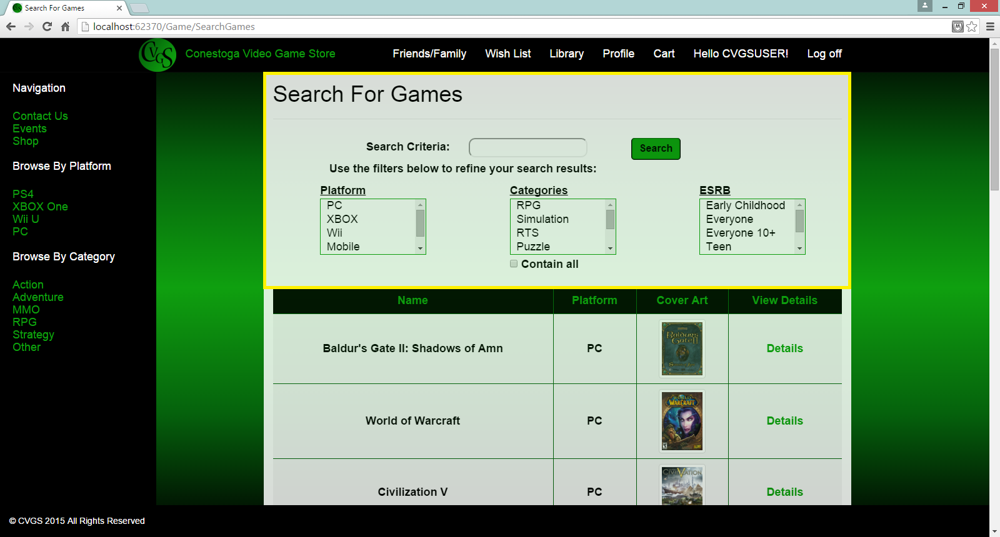 Search For Games
localhost:62370/Game/SearchGames
CVGS
Conestoga Video Game Store
Friends/Family
Wish List
Library
Profile
Cart
Hello CVGSUSER!
Log off
Navigation
Contact Us
Events
Shop
Browse By Platform
PS4
XBOX One
Wii U
PC
Browse By Category
Action
Adventure
MMO
RPG
Strategy
Other
Search For Games
Search Criteria:
Search
Use the filters below to refine your search results:
Platform
PC
XBOX
Wii
Mobile
Categories
RPG
Simulation
RTS
Puzzle
Contain all
ESRB
Early Childhood
Everyone
Everyone 10+
Teen
Name Platform Cover Art View Details
Baldur's Gate II: Shadows of Amn PC
BALDURS GATE II
Details
World of Warcraft PC
WORLD OF WARCRAFT
Details
Civilization V PC
CIVILIZATION V
Details
© CVGS 2015 All Rights Reserved